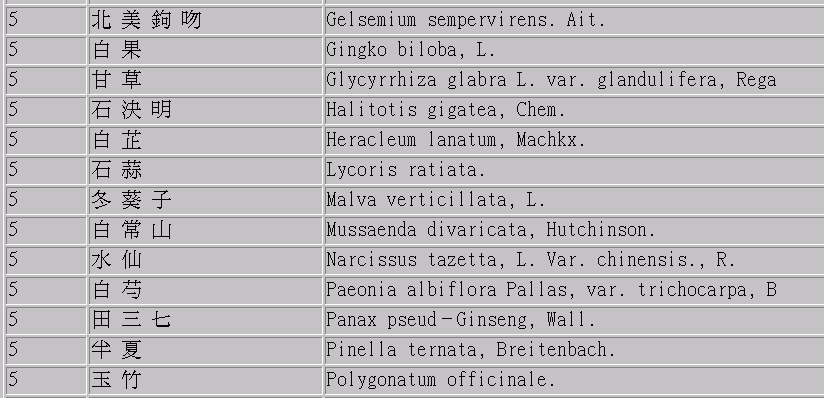 5 北美鉤吻 Gelsemium sempervirens. Ait.
5 白果 Gingko biloba, L.
5 甘草 Glycyrrhiza glabra L. var. glandulifera, Rega
5 石決明 Halitotis gigatea, Chem.
5 白芷 Heracleum lanatum, Machkx.
5 石蒜 Lycoris ratiata.
5 冬葵子 Malva verticillata, L.
5 白常山 Mussaenda divaricata, Hutchinson.
5 水仙 Narcissus tazetta, L. Var. chinensis., R.
5 白芍 Paeonia albiflora Pallas, var. trichocarpa, B
5 田三七 Panax pseud－Ginseng, Wall.
5 半夏 Pinella ternata, Breitenbach.
5 玉竹 Polygonatum officinale.